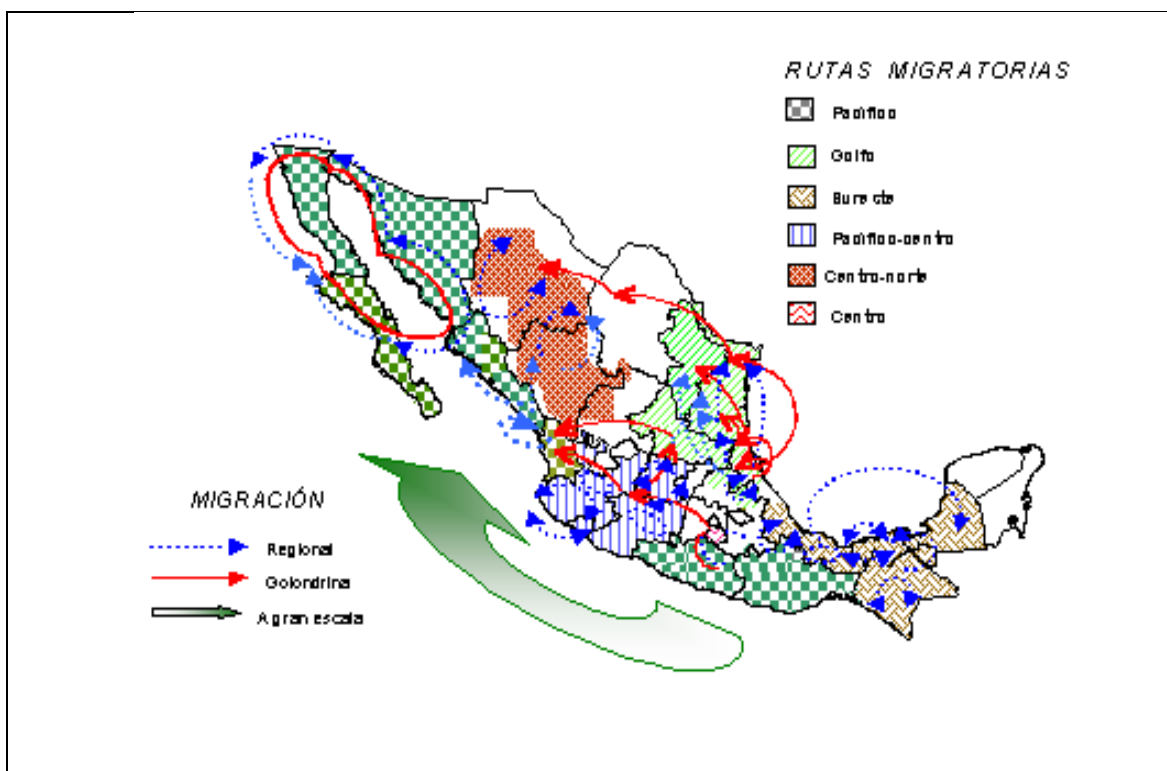 RUTAS MIGRATORIAS
Pacífico
Golfo
Sureste
Pacífico-centro
Centro-norte
Centro
MIGRACIÓN
Regional
Golondrina
A gran escala